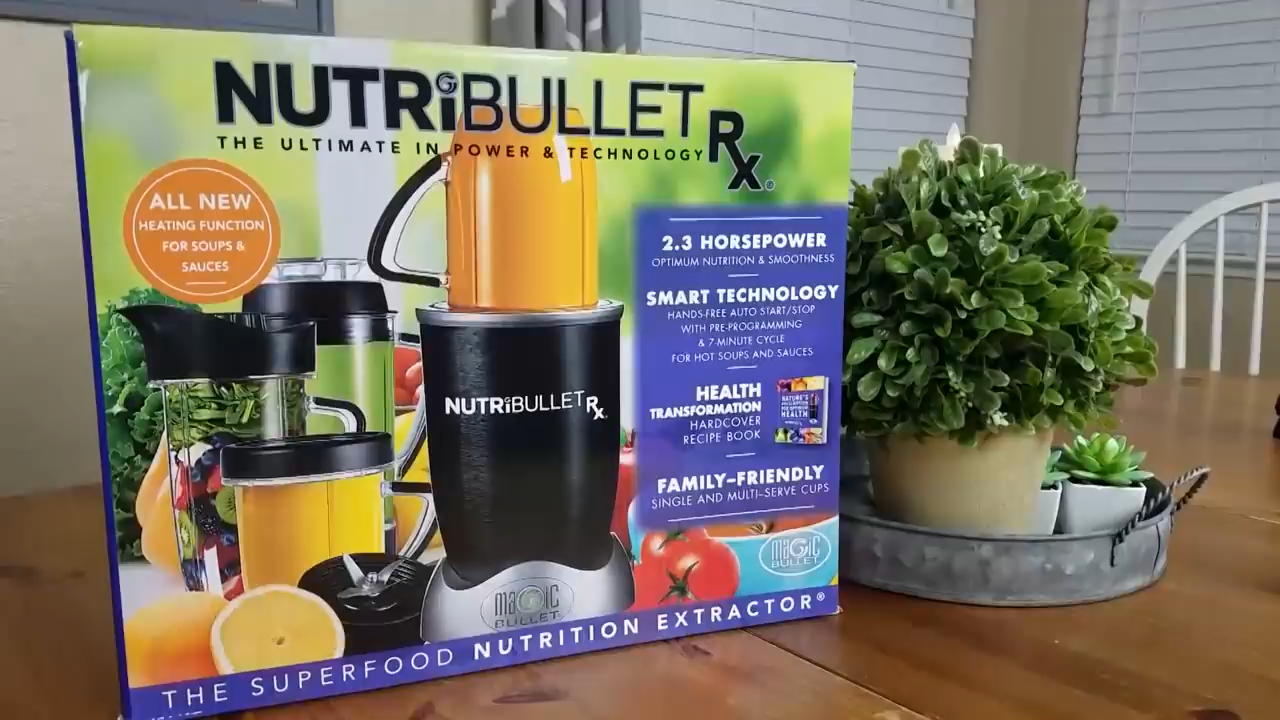 NUTRiBULLET Rx®
THE ULTIMATE IN POWER & TECHNOLOGY
ALL NEW
HEATING FUNCTION
FOR SOUPS &
SAUCES
2.3 HORSEPOWER
OPTIMUM NUTRITION & SMOOTHNESS
SMART TECHNOLOGY
HANDS-FREE AUTO START/STOP
WITH PRE-PROGRAMMING
& 7-MINUTE CYCLE
FOR HOT SOUPS AND SAUCES
HEALTH
TRANSFORMATION
HARDCOVER
RECIPE BOOK
NATURE'S
HEALTH
FAMILY-FRIENDLY
SINGLE AND MULTI-SERVE CUPS
NUTRiBULLET Rx
MAGIC
BULLET
MAGIC
BULLET
THE SUPERFOOD NUTRITION EXTRACTOR®